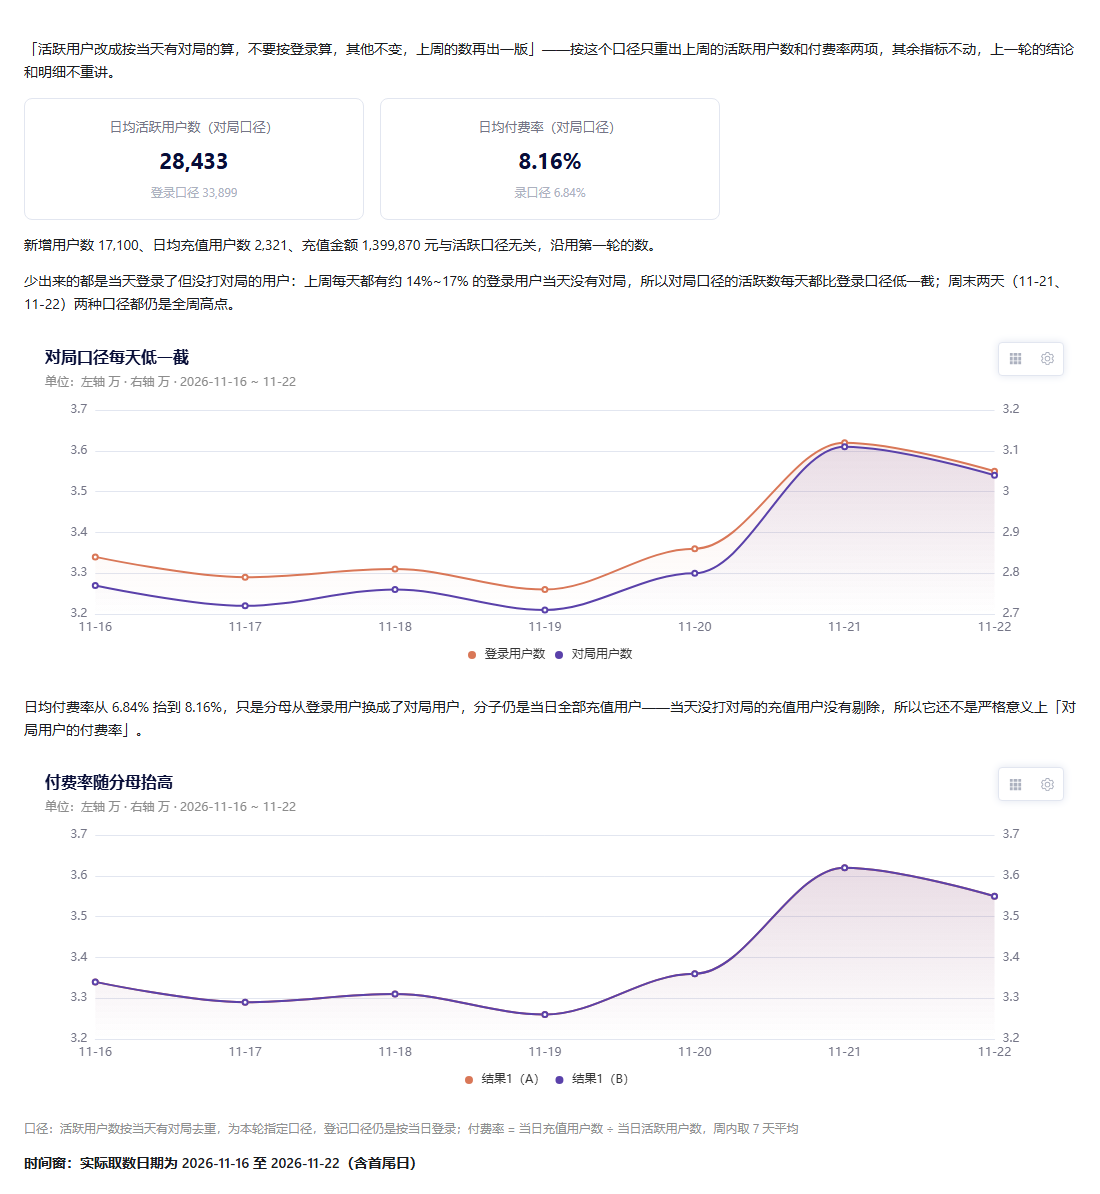 「活跃用户改成按当天有对局的算，不要按登录算，其他不变，上周的数再出一版」——按这个口径只重出上周的活跃用户数和付费率两项，其余指标不动，上一轮的结论
和明细不重讲。
日均活跃用户数（对局口径）
28,433
登录口径 33,899
日均付费率（对局口径）
8.16%
录口径 6.84%
新增用户数 17,100、日均充值用户数 2,321、充值金额 1,399,870 元与活跃口径无关，沿用第一轮的数。
少出来的都是当天登录了但没打对局的用户：上周每天都有约 14%~17% 的登录用户当天没有对局，所以对局口径的活跃数每天都比登录口径低一截；周末两天（11-21、
11-22）两种口径都仍是全周高点。
对局口径每天低一截
单位：左轴 万 · 右轴 万 · 2026-11-16 ~ 11-22
3.7 3.2
3.6 3.1
3.5 3
3.4 2.9
3.3 2.8
3.2 2.7
11-16 11-17 11-18 11-19 11-20 11-21 11-22
登录用户数 对局用户数
日均付费率从 6.84% 抬到 8.16%，只是分母从登录用户换成了对局用户，分子仍是当日全部充值用户——当天没打对局的充值用户没有剔除，所以它还不是严格意义上「对
局用户的付费率」。
付费率随分母抬高
单位：左轴 万 · 右轴 万 · 2026-11-16 ~ 11-22
3.7 3.7
3.6 3.6
3.5 3.5
3.4 3.4
3.3 3.3
3.2 3.2
11-16 11-17 11-18 11-19 11-20 11-21 11-22
结果1（A） 结果1（B）
口径：活跃用户数按当天有对局去重，为本轮指定口径，登记口径仍是按当日登录；付费率 = 当日充值用户数 ÷ 当日活跃用户数，周内取 7 天平均
时间窗：实际取数日期为 2026-11-16 至 2026-11-22（含首尾日）